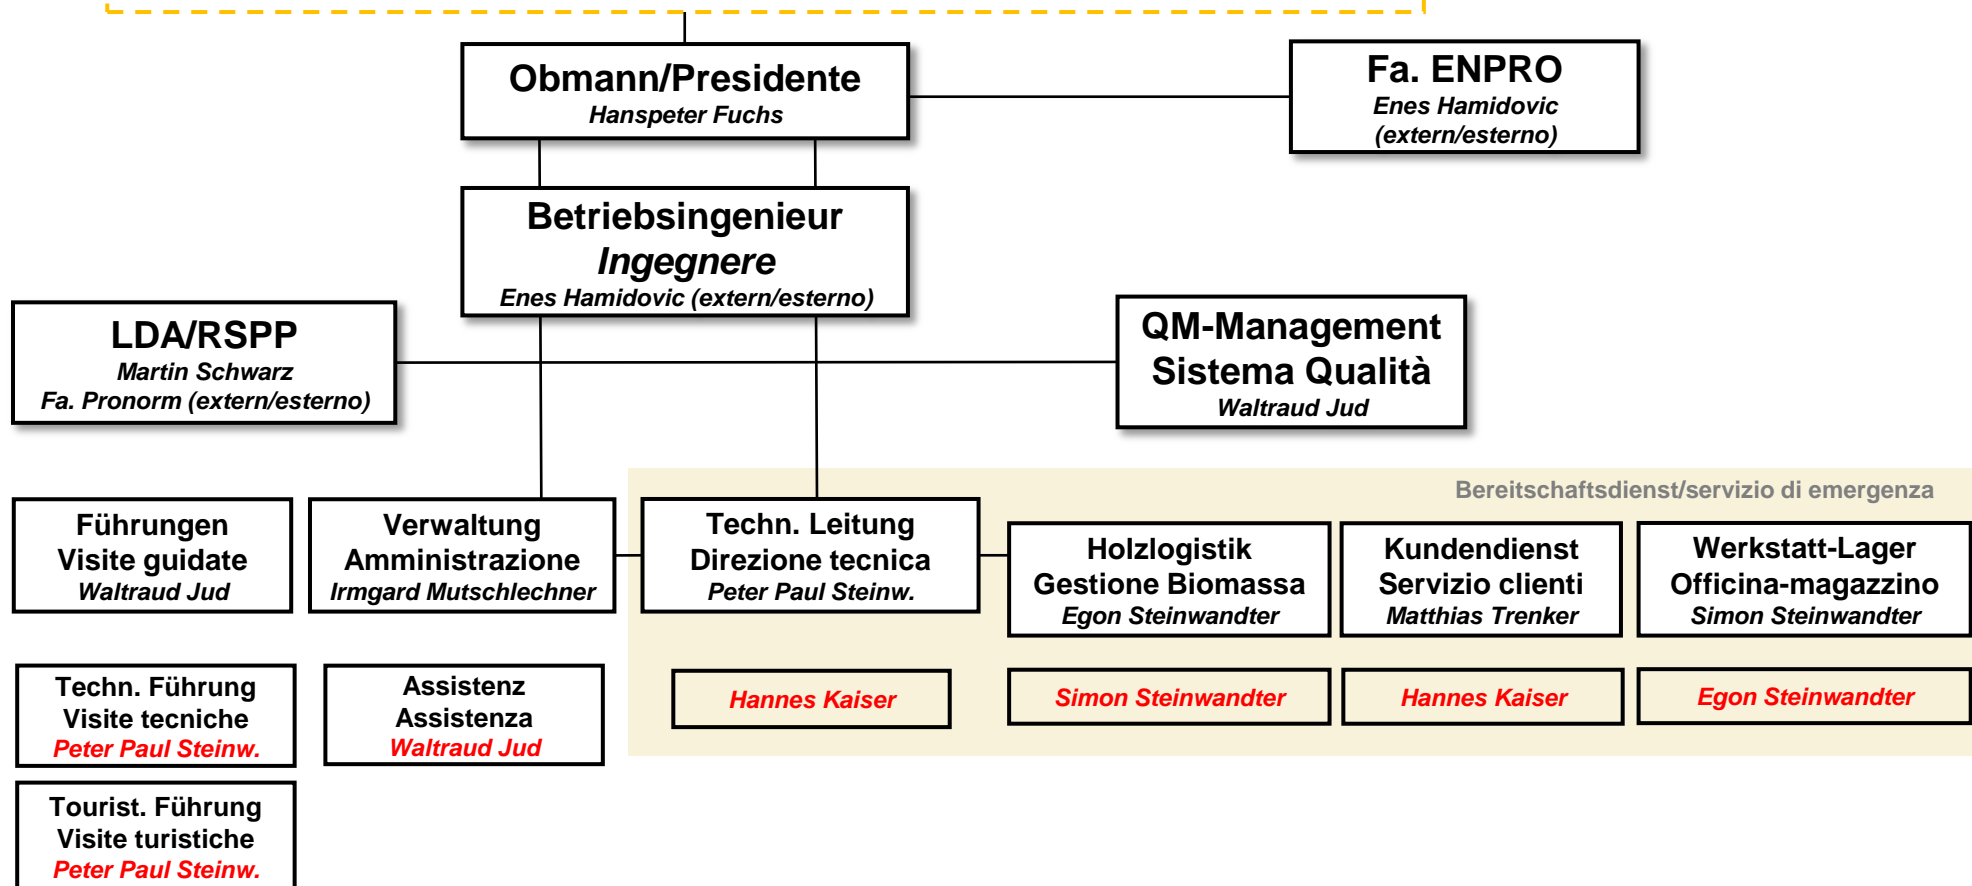 Obmann/Presidente
Hanspeter Fuchs
Fa. ENPRO
Enes Hamidovic
(extern/esterno)
Betriebsingenieur
Ingegnere
Enes Hamidovic (extern/esterno)
LDA/RSPP
Martin Schwarz
Fa. Pronorm (extern/esterno)
QM-Management
Sistema Qualità
Waltraud Jud
Bereitschaftsdienst/servizio di emergenza
Führungen
Visite guidate
Waltraud Jud
Verwaltung
Amministrazione
Irmgard Mutschlechner
Techn. Leitung
Direzione tecnica
Peter Paul Steinw.
Holzlogistik
Gestione Biomassa
Egon Steinwandter
Kundendienst
Servizio clienti
Matthias Trenker
Werkstatt-Lager
Officina-magazzino
Simon Steinwandter
Techn. Führung
Visite tecniche
Peter Paul Steinw.
Assistenz
Assistenza
Waltraud Jud
Hannes Kaiser
Simon Steinwandter
Hannes Kaiser
Egon Steinwandter
Tourist. Führung
Visite turistiche
Peter Paul Steinw.